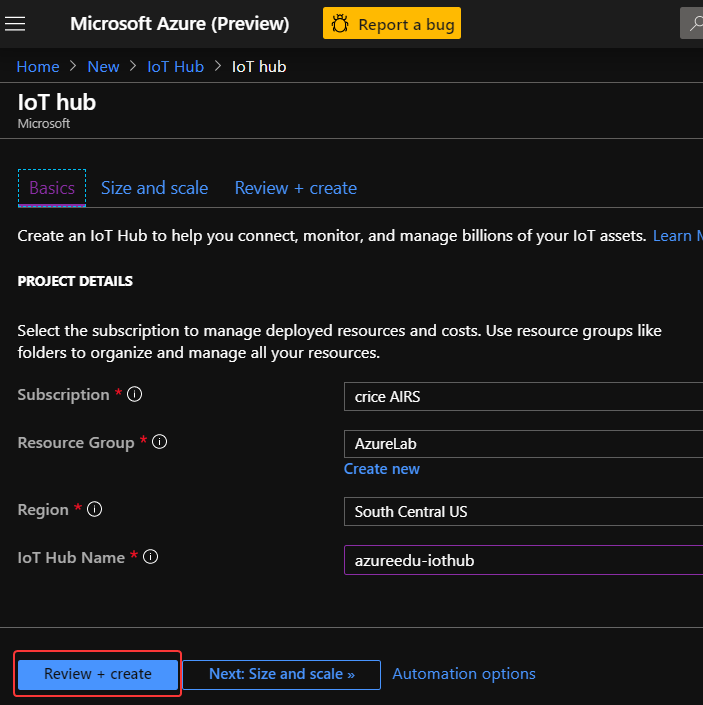 Microsoft Azure (Preview) Report a bug
Home > New > IoT Hub > IoT hub
IoT hub
Microsoft
Basics Size and scale Review + create
Create an IoT Hub to help you connect, monitor, and manage billions of your IoT assets. Learn M
PROJECT DETAILS
Select the subscription to manage deployed resources and costs. Use resource groups like
folders to organize and manage all your resources.
Subscription * crice AIRS
Resource Group * AzureLab
Create new
Region * South Central US
IoT Hub Name * azureedu-iothub
Review + create Next: Size and scale » Automation options